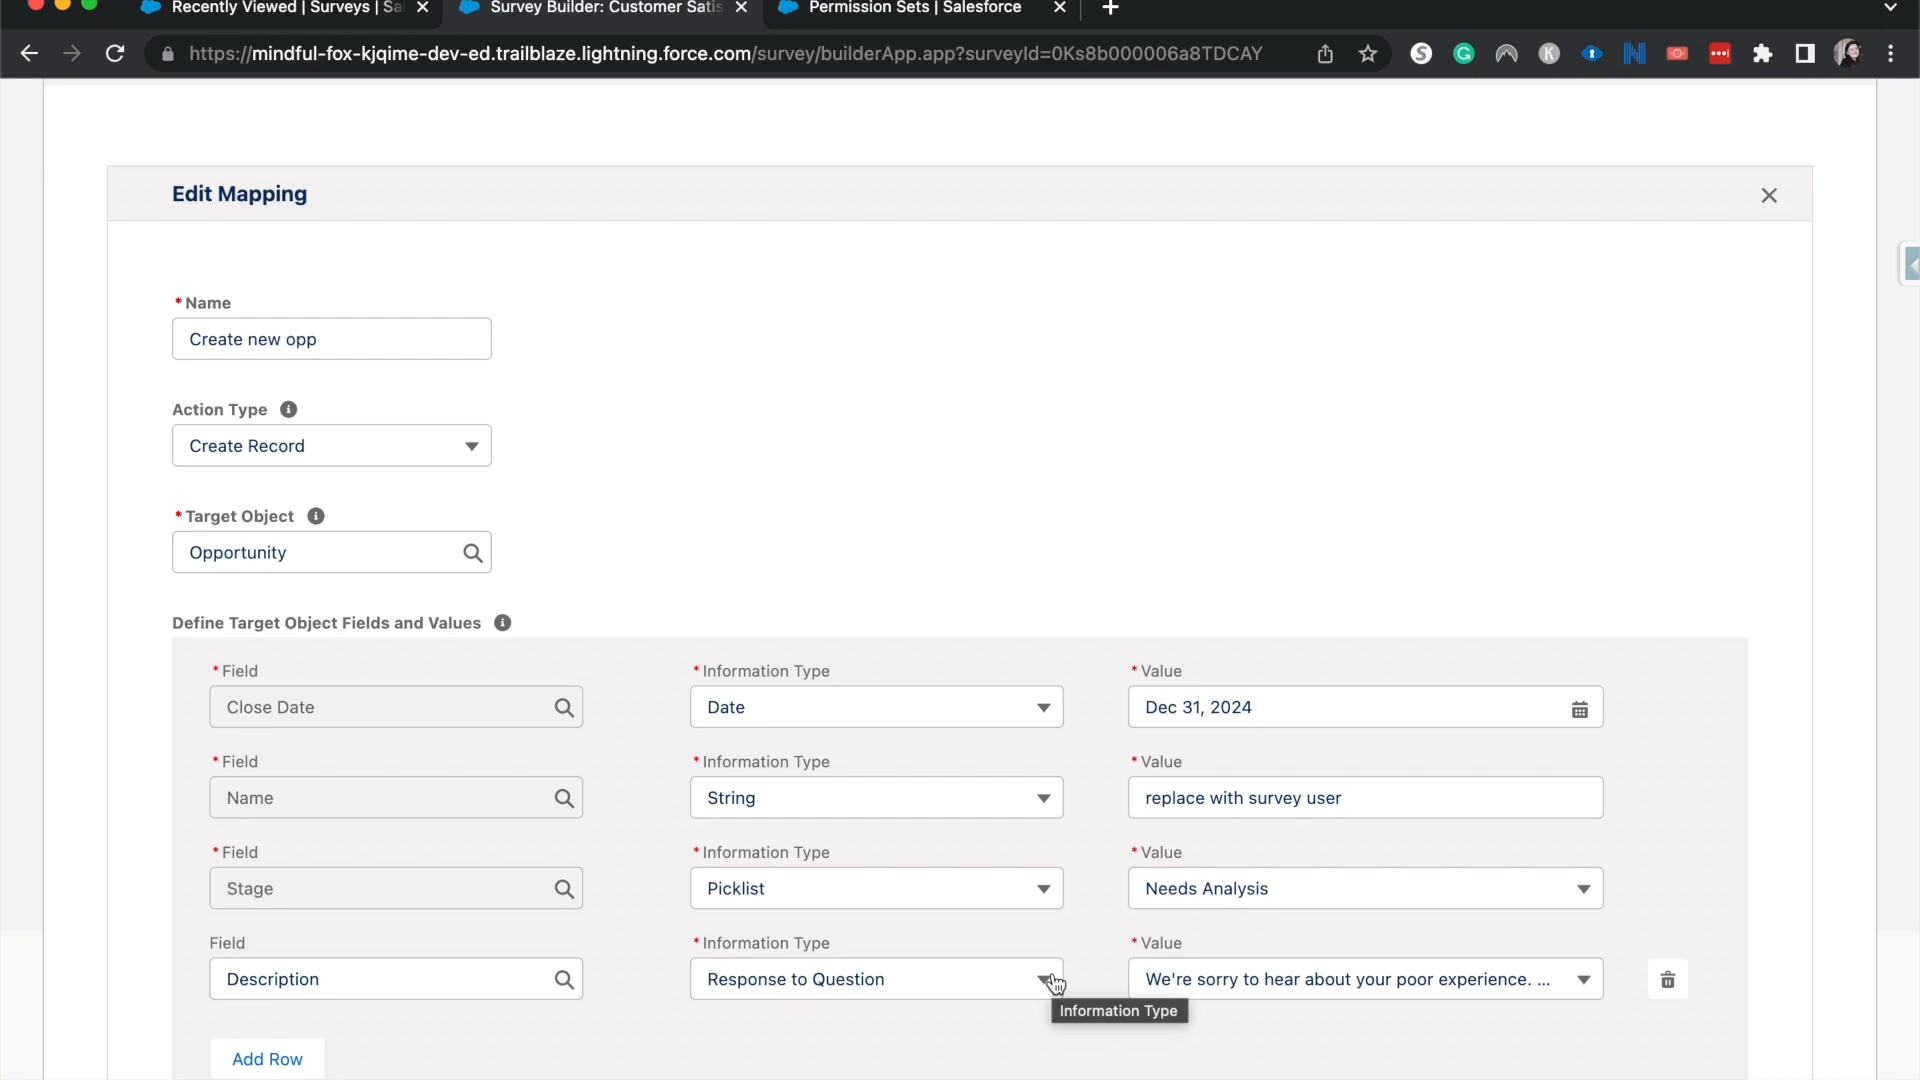 Recently Viewed | Surveys | Sa
Survey Builder: Customer Satis
Permission Sets | Salesforce
https://mindful-fox-kjqime-dev-ed.trailblaze.lightning.force.com/survey/builderApp.app?surveyId=0Ks8b000006a8TDCAY
Edit Mapping
* Name
Create new opp
Action Type
Create Record
* Target Object
Opportunity
Define Target Object Fields and Values
* Field * Information Type * Value
Close Date Date Dec 31, 2024
* Field * Information Type * Value
Name String replace with survey user
* Field * Information Type * Value
Stage Picklist Needs Analysis
Field * Information Type * Value
Description Response to Question We're sorry to hear about your poor experience. ...
Information Type
Add Row